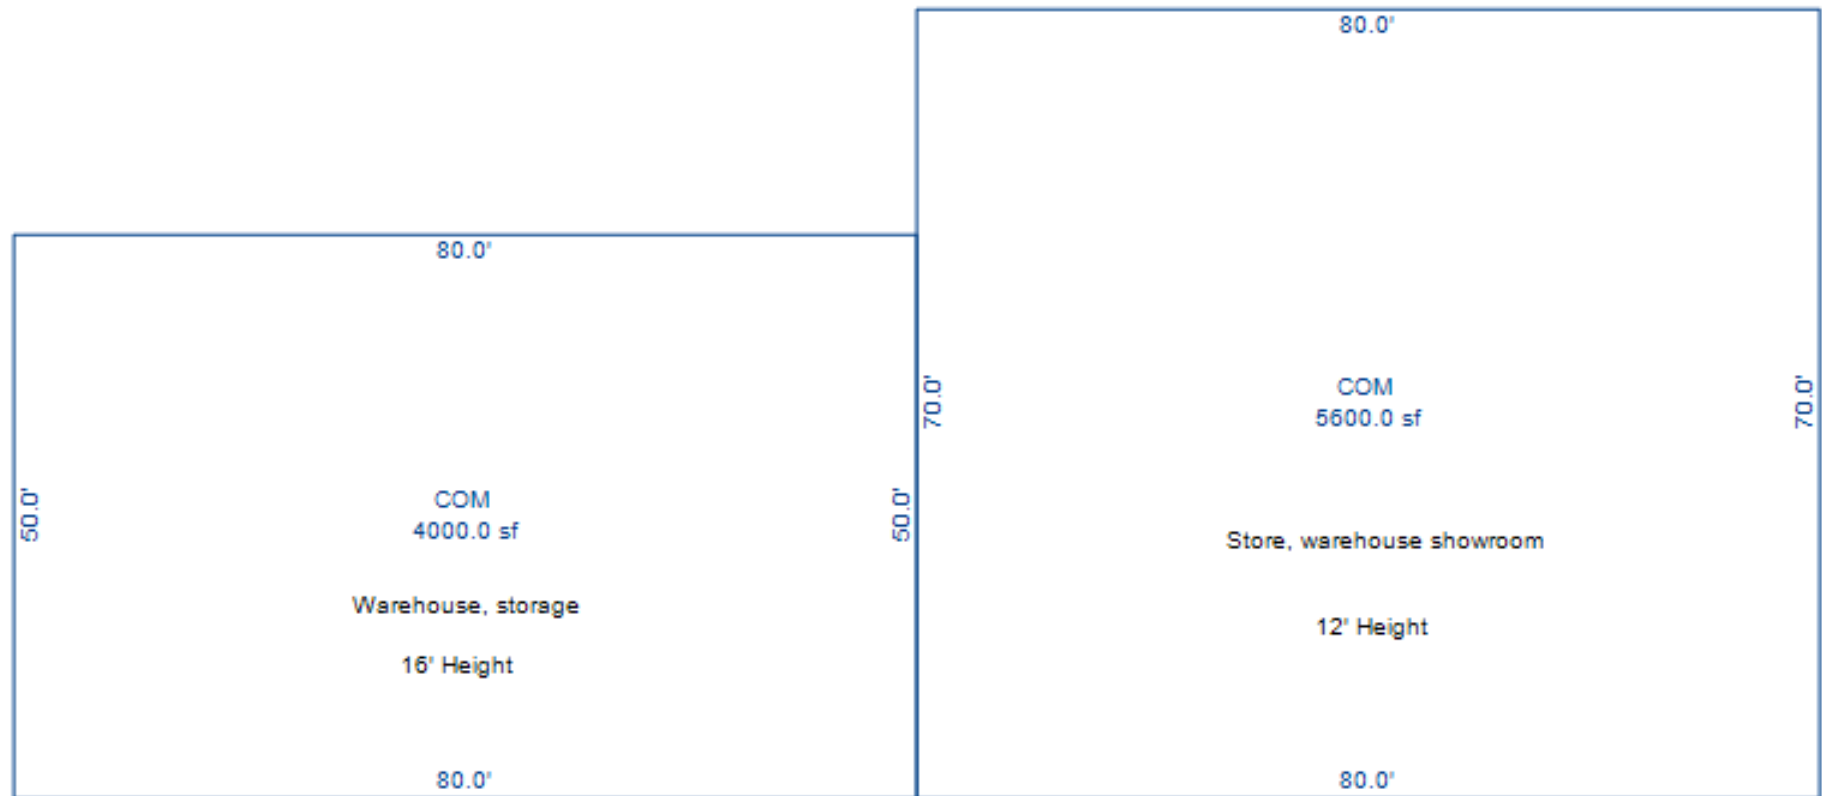 80.0'
80.0'
70.0'
COM
5600.0 sf
70.0'
50.0'
COM
4000.0 sf
50.0'
Store, warehouse showroom
Warehouse, storage
12' Height
16' Height
80.0'
80.0'